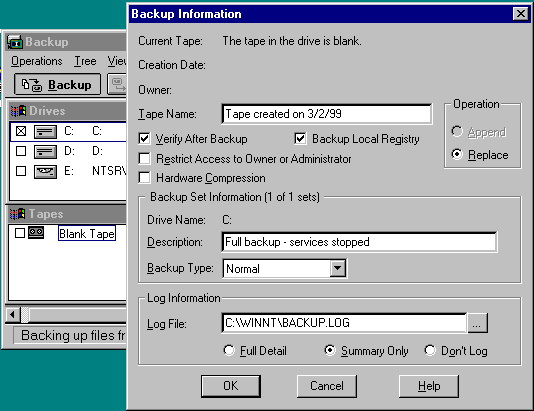 Backup
Operations Tree View
Backup
Drives
C: C:
D: D:
E:
Tapes
Blank Tape
Backing up files
Backup Information
Current Tape: The tape in the drive is blank.
Creation Date:
Owner:
Tape Name: Tape created on 3/2/99
Operation
Append
Replace
Verify After Backup
Backup Local Registry
Restrict Access to Owner or Administrator
Hardware Compression
Backup Set Information (1 of 1 sets)
Drive Name: C:
Description: Full backup - services stopped
Backup Type: Normal
Log Information
Log File: C:\WINNT\BACKUP.LOG ...
Full Detail
Summary Only
Don't Log
OK
Cancel
Help